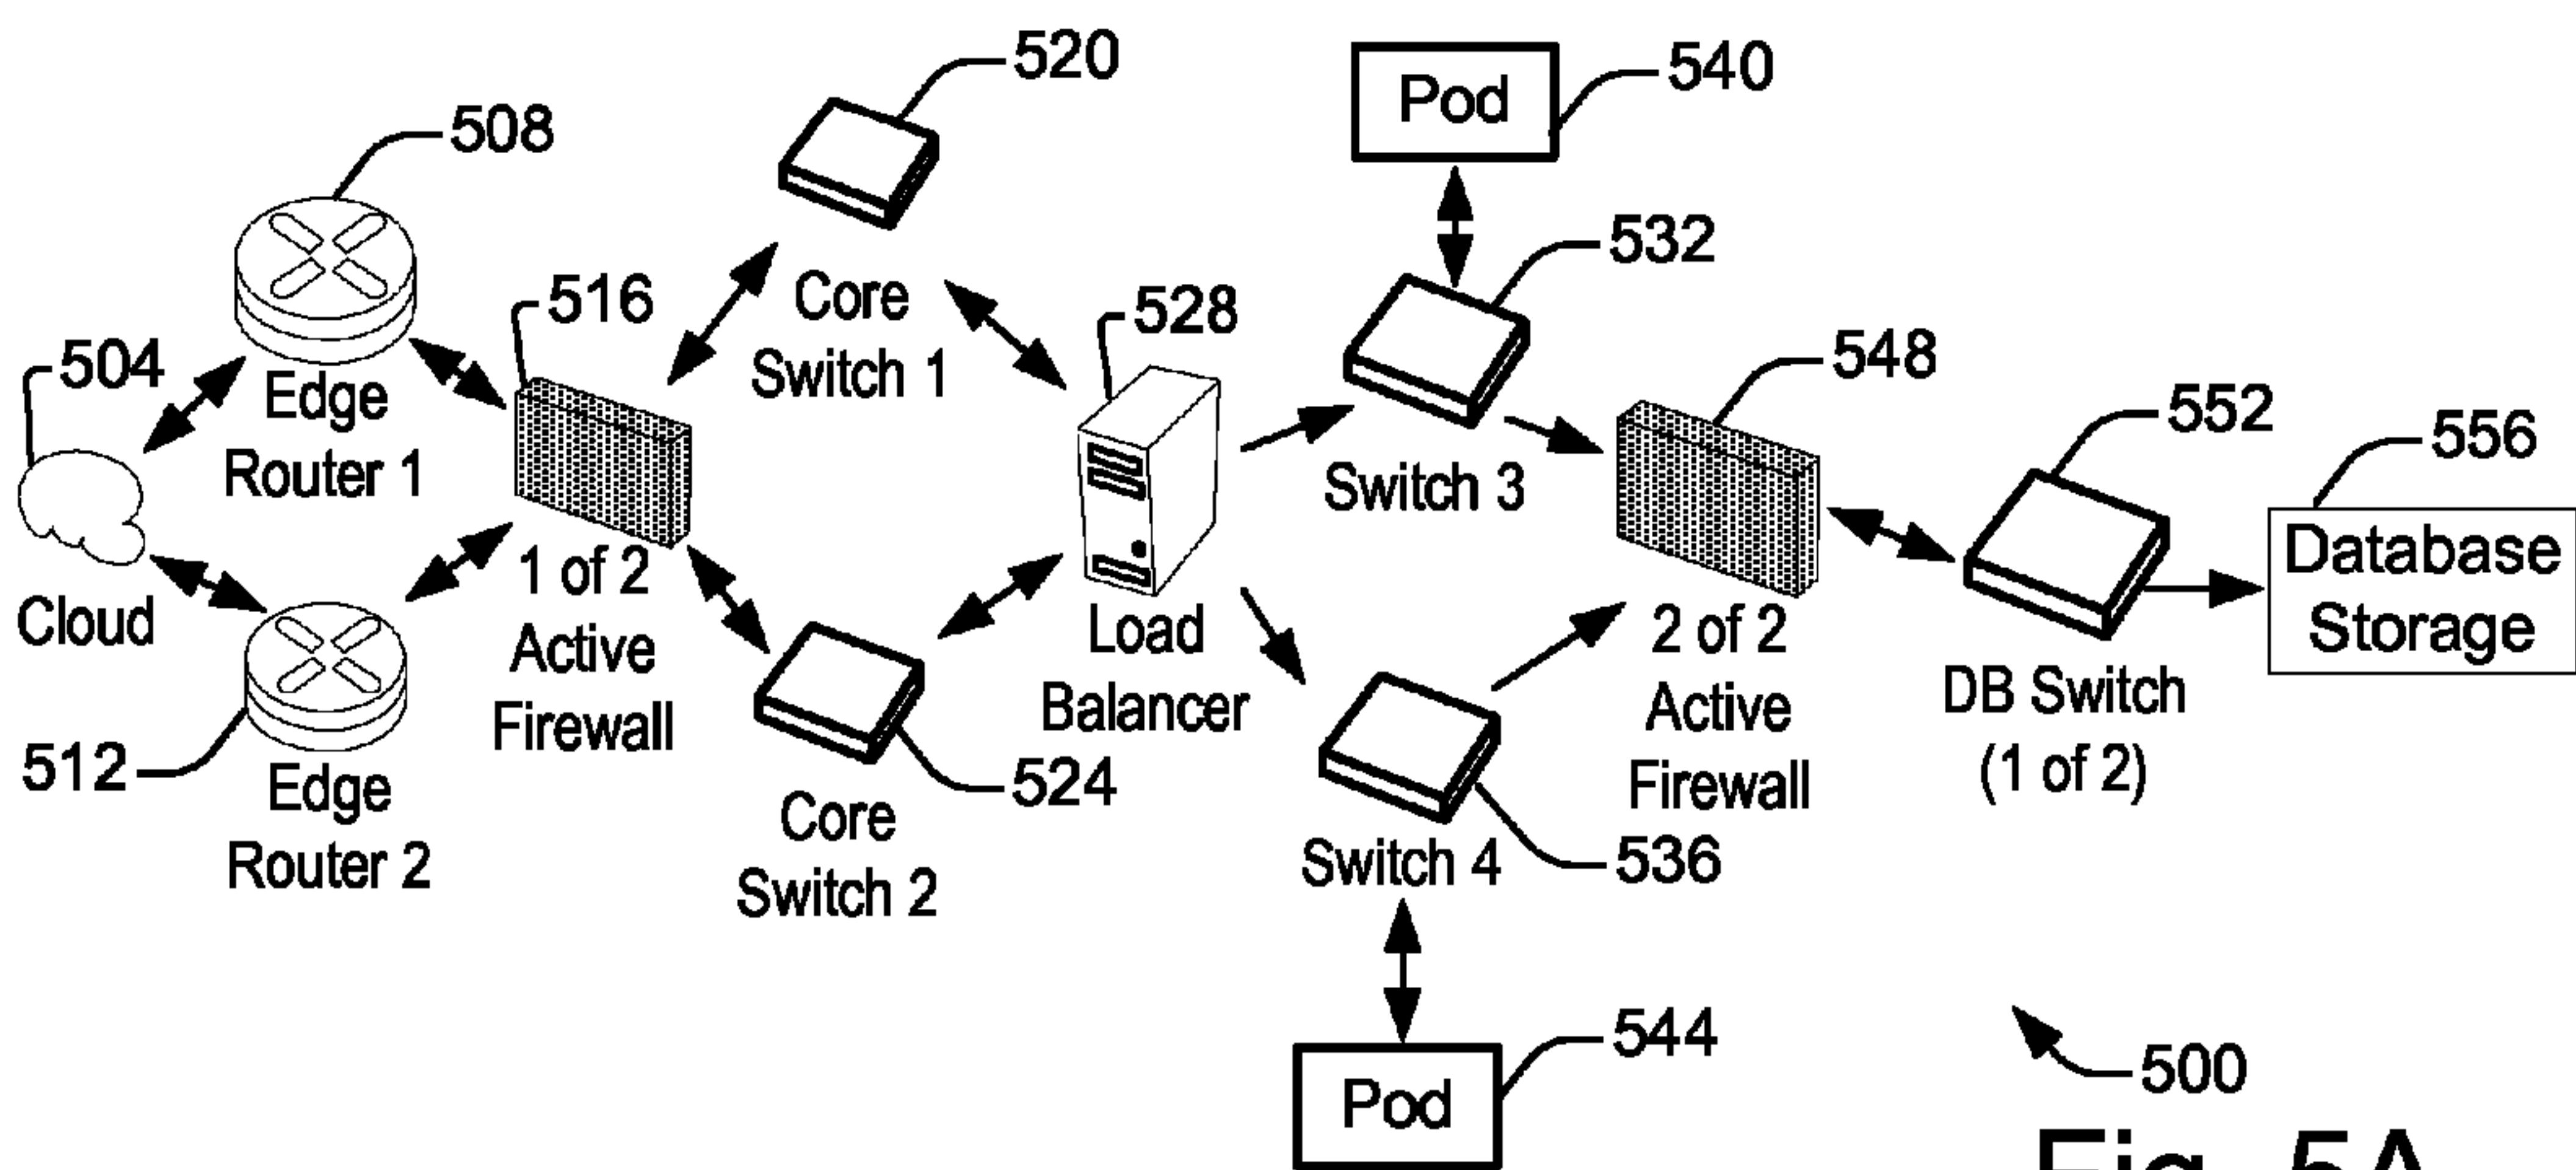 520
540
Pod
508
532
516
Core
Switch 1
528
548
504
Edge
Router 1
552
556
Switch 3
Database
Storage
Cloud
1 of 2
Active
Firewall
Load
Balancer
2 of 2
Active
Firewall
DB Switch
(1 of 2)
512
Edge
Router 2
524
Core
Switch 2
Switch 4
536
544
Pod
500
Fig. 5A